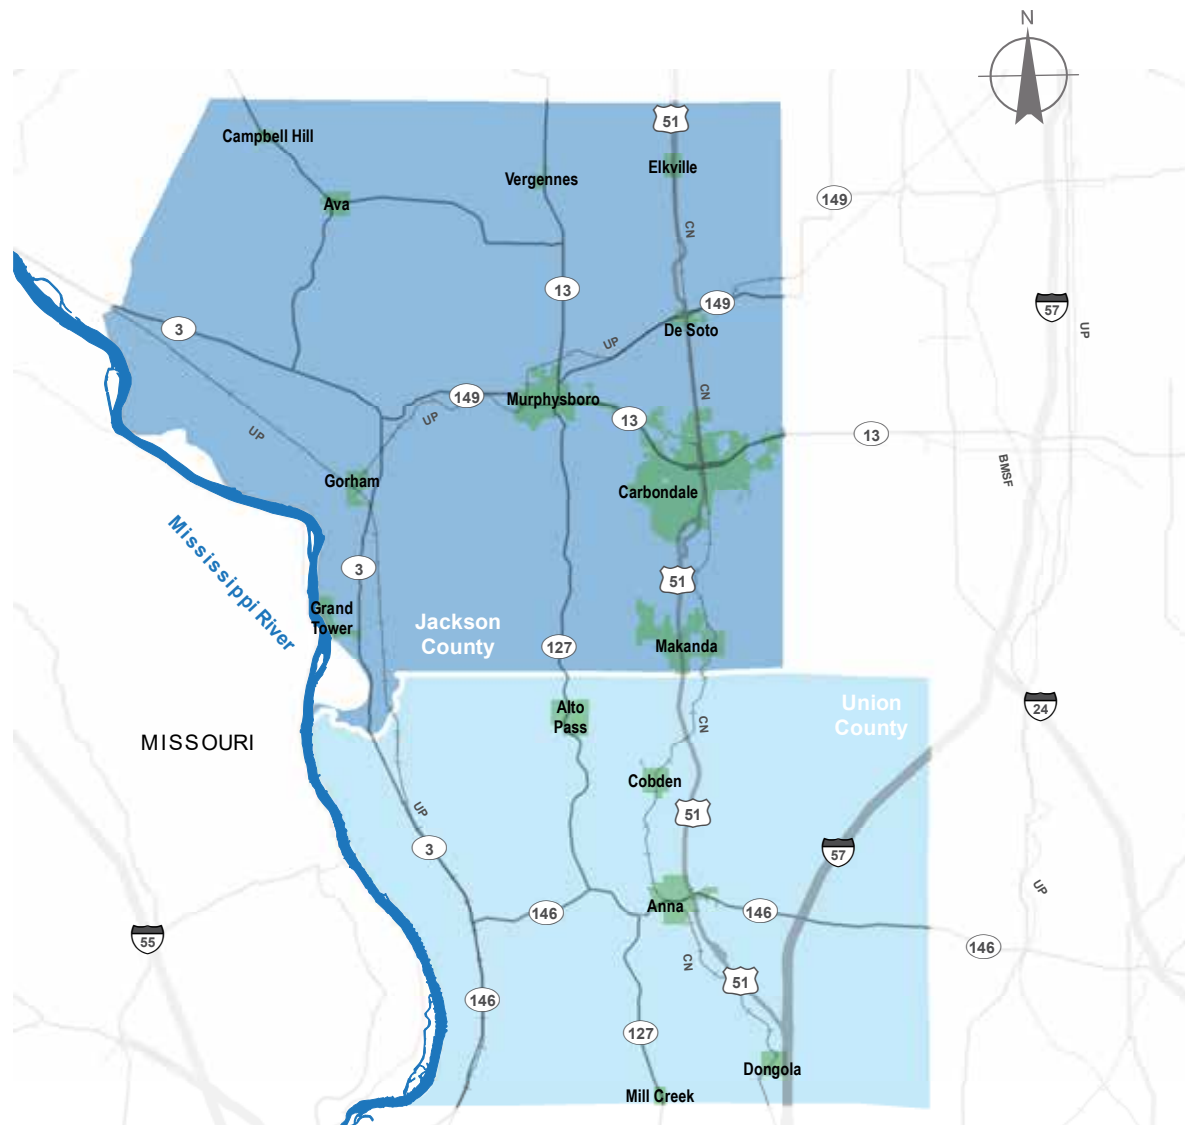 N
51
Campbell Hill
Elkville
Vergennes
149
Ava
CN
13
149
57
3
De Soto
UP
UP
CN
149
Murphysboro
13
UP
UP
13
BMSF
Gorham
Carbondale
Mississippi River
3
51
Grand
Tower
Jackson
County
127
Makanda
Union
County
Alto
Pass
24
CN
MISSOURI
Cobden
UP
51
3
57
UP
Anna
146
146
55
146
CN
51
146
127
Dongola
Mill Creek